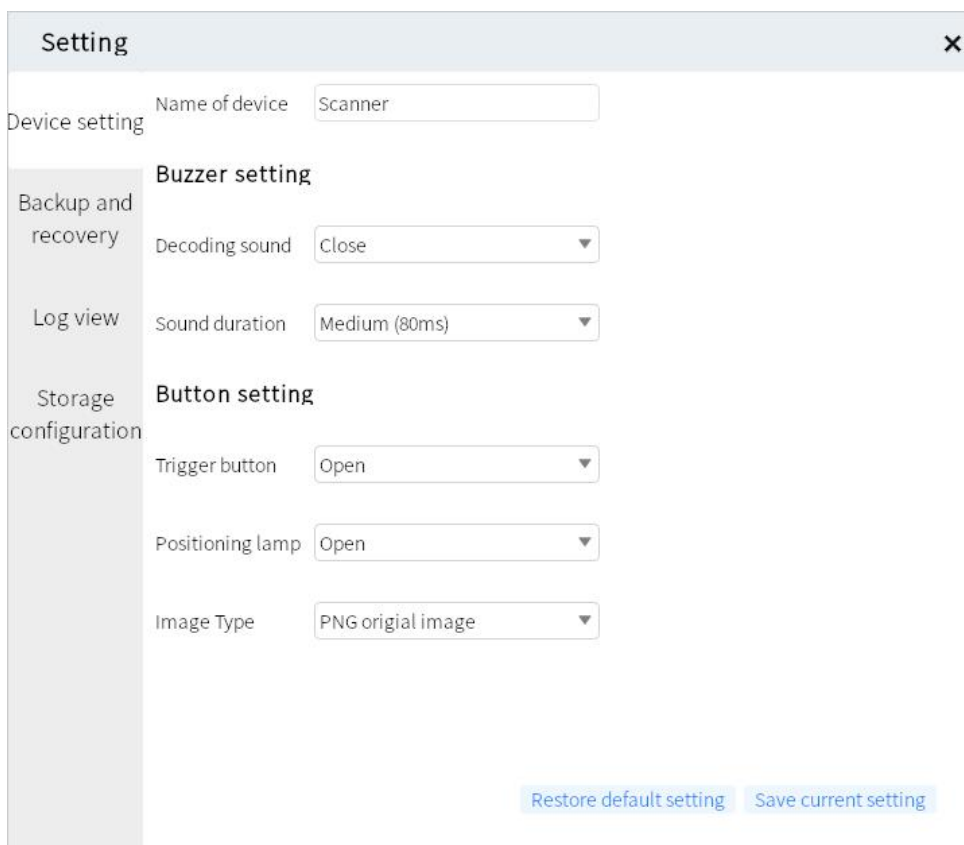 Setting
Device setting
Name of device
Scanner
Buzzer setting
Backup and
recovery
Decoding sound
Close
Log view
Sound duration
Medium (80ms)
Storage
configuration
Button setting
Trigger button
Open
Positioning lamp
Open
Image Type
PNG origial image
Restore default setting
Save current setting